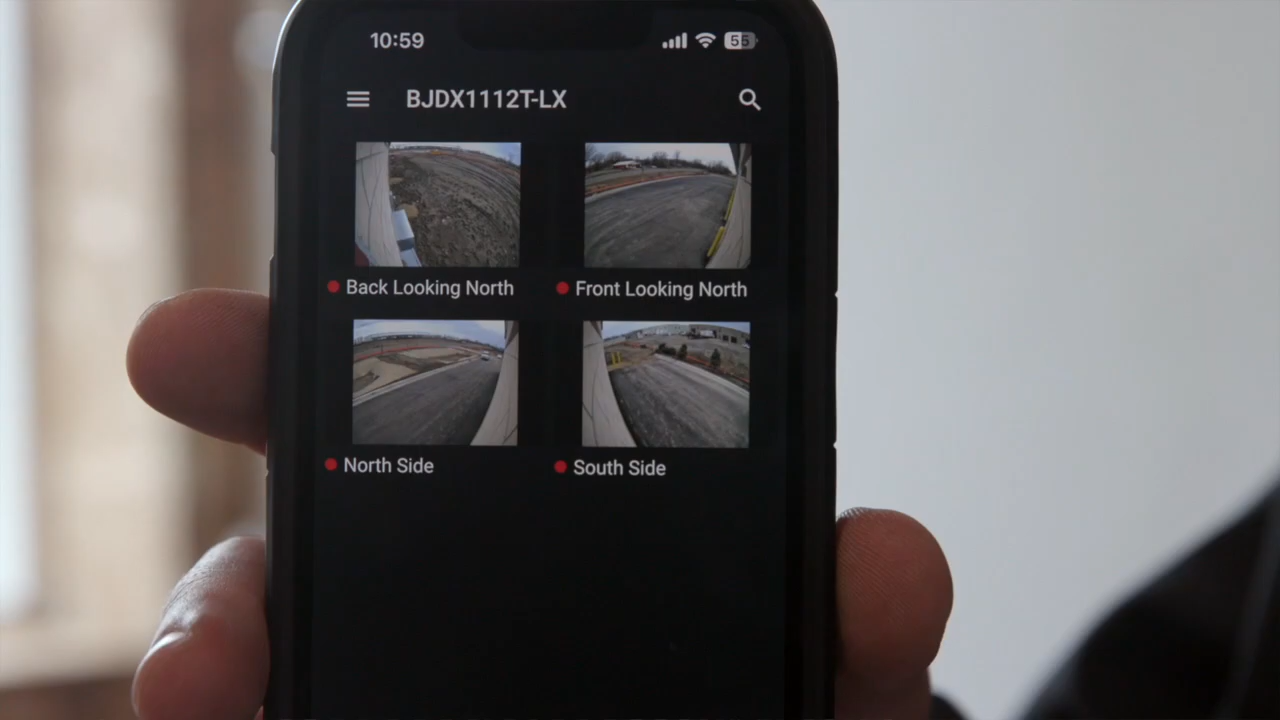 10:59
55
BJDX1112T-LX
Back Looking North
Front Looking North
North Side
South Side